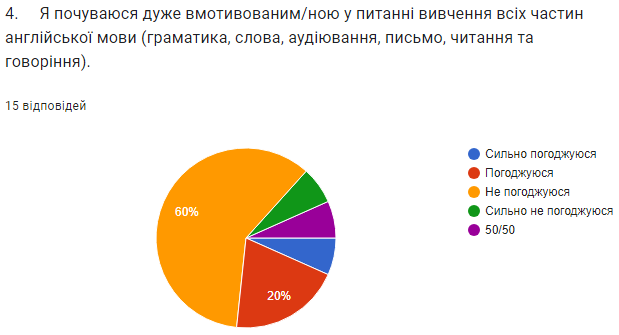 4. Я почуваюся дуже вмотивованим/ною у питанні вивчення всіх частин
англійської мови (граматика, слова, аудіювання, письмо, читання та
говоріння).
15 відповідей
60%
20%
Сильно погоджуюся
Погоджуюся
Не погоджуюся
Сильно не погоджуюся
50/50